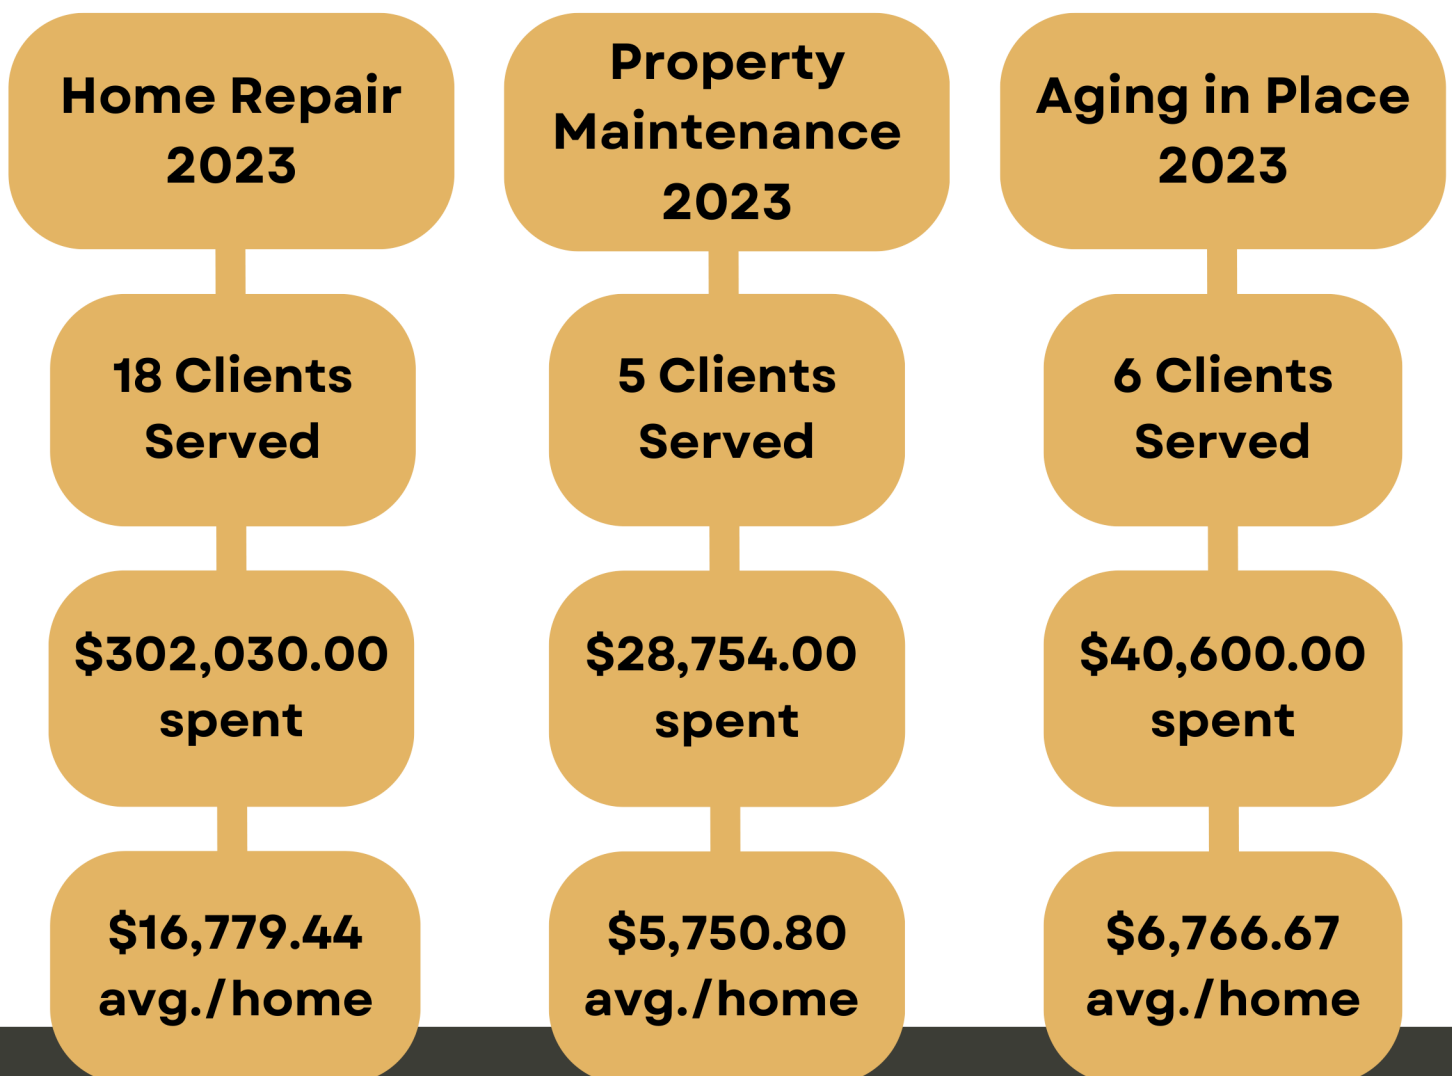 Home Repair
2023
18 Clients
Served
$302,030.00
spent
$16,779.44
avg./home
Property
Maintenance
2023
5 Clients
Served
$28,754.00
spent
$5,750.80
avg./home
Aging in Place
2023
6 Clients
Served
$40,600.00
spent
$6,766.67
avg./home